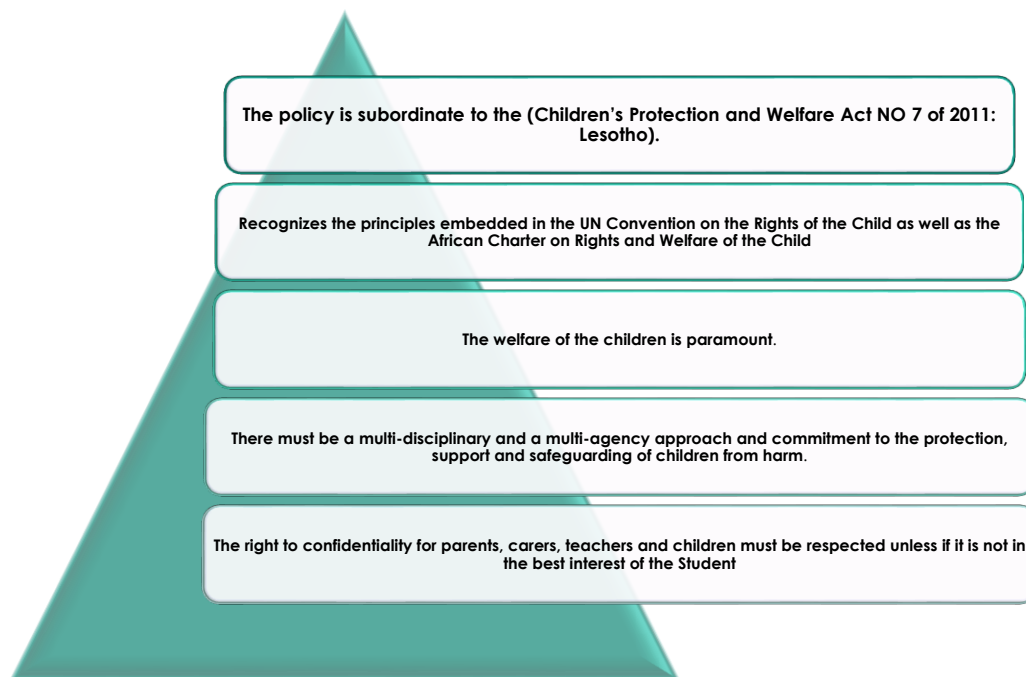 The policy is subordinate to the (Children's Protection and Welfare Act NO 7 of 2011:
Lesotho).
Recognizes the principles embedded in the UN Convention on the Rights of the Child as well as the
African Charter on Rights and Welfare of the Child
The welfare of the children is paramount.
There must be a multi-disciplinary and a multi-agency approach and commitment to the protection,
support and safeguarding of children from harm.
The right to confidentiality for parents, carers, teachers and children must be respected unless if it is not in
the best interest of the Student